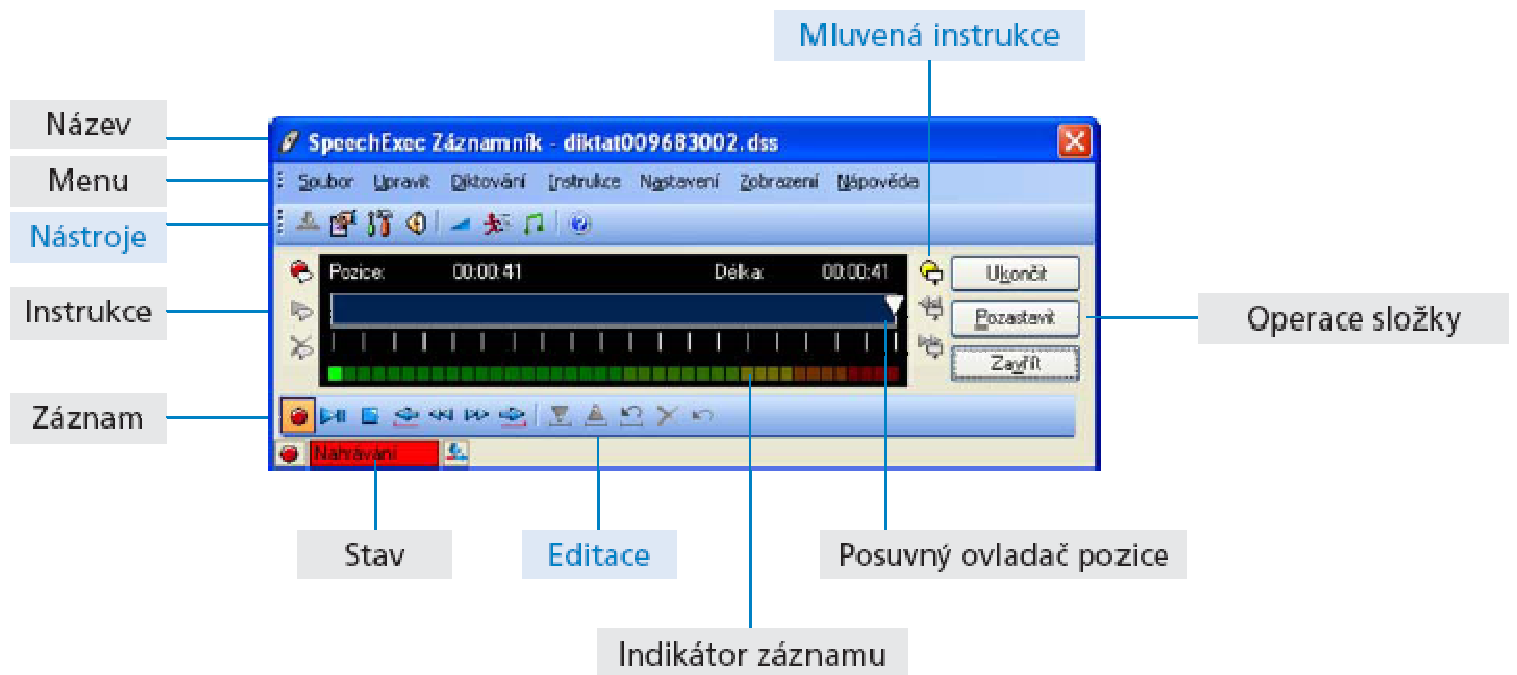 Mluvená instrukce
Název
SpeechExec Záznamník - diktat009683002.dss
Menu
Soubor Upravit Diktování Instrukce Nastavení Zobrazení Nápověda
Nástroje
Pozice: 00:00:41 Délka: 00:00:41
Ukončit
Instrukce
Pozastavit
Operace složky
Zavřít
Záznam
Nahrávání
Stav
Editace
Posuvný ovladač pozice
Indikátor záznamu